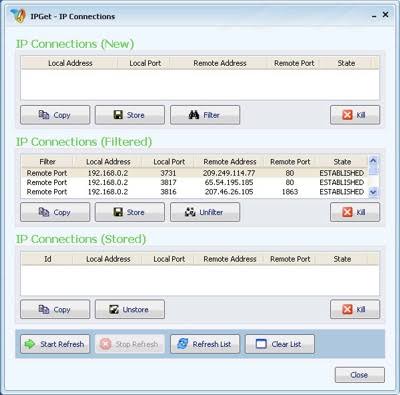 IPGet - IP Connections
IP Connections (New)
Local Address Local Port Remote Address Remote Port State
Copy Store Filter Kill
IP Connections (Filtered)
Filter Local Address Local Port Remote Address Remote Port State
Remote Port 192.168.0.2 3731 209.249.114.77 80 ESTABLISHED
Remote Port 192.168.0.2 3817 65.54.195.185 80 ESTABLISHED
Remote Port 192.168.0.2 3816 207.46.26.105 1863 ESTABLISHED
Copy Store Unfilter Kill
IP Connections (Stored)
Id Local Address Local Port Remote Address Remote Port State
Copy Unstore Kill
Start Refresh Stop Refresh Refresh List Clear List
Close